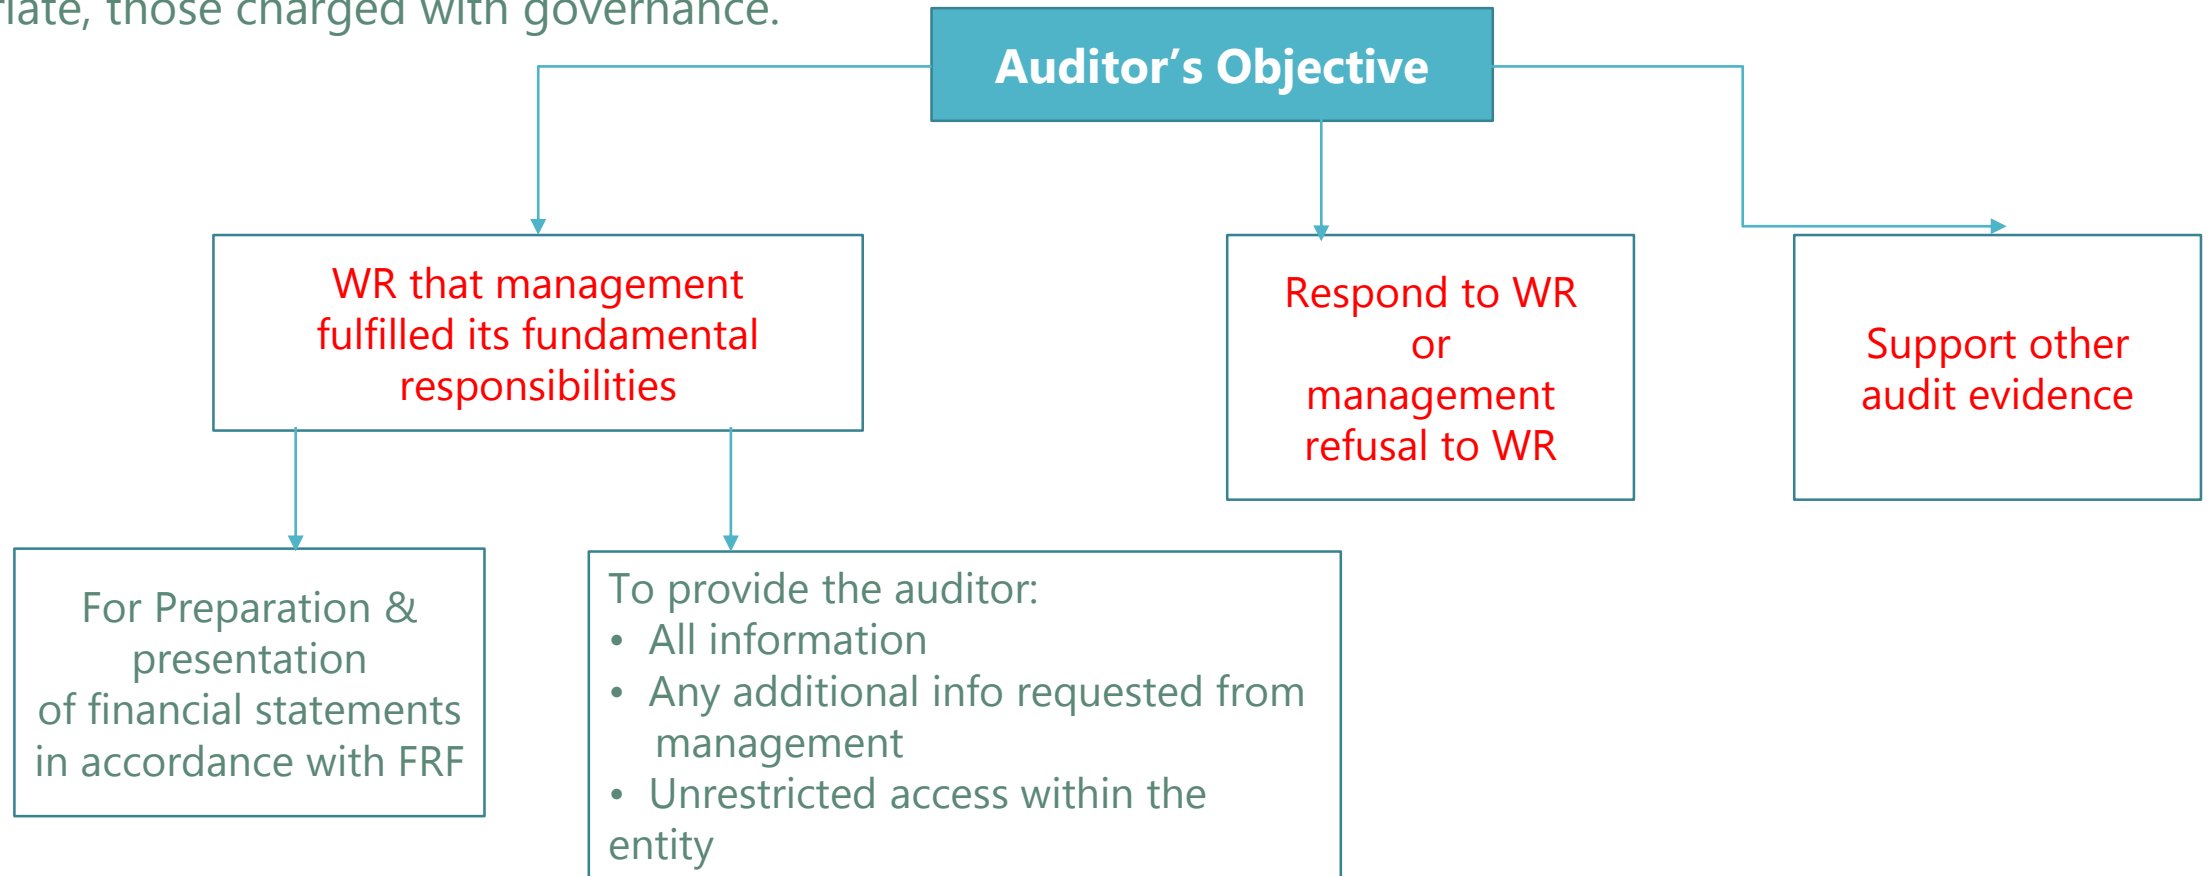 those charged with governance.
Auditor’s Objective
WR that management
fulfilled its fundamental
responsibilities
Respond to WR
or
management
refusal to WR
Support other
audit evidence
For Preparation &
presentation
of financial statements
in accordance with FRF
To provide the auditor:
• All information
• Any additional info requested from
management
• Unrestricted access within the
entity